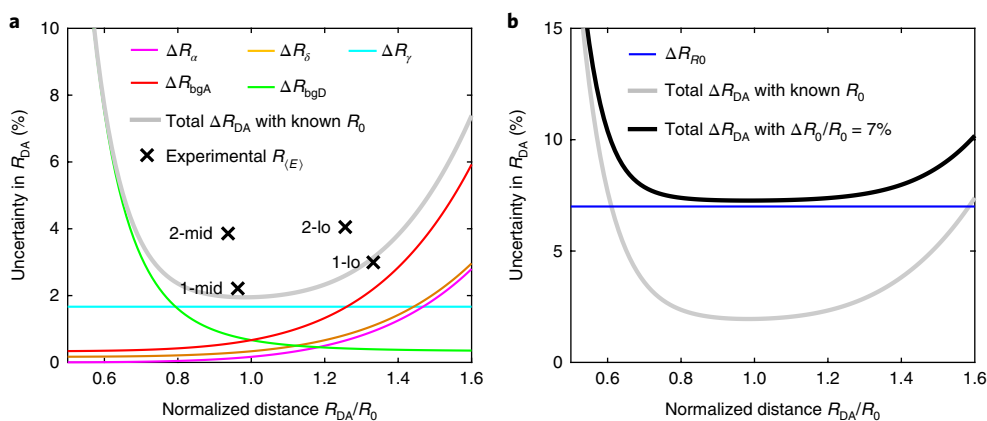 a
10
8
6
4
2
0
Uncertainty in R_DA (%)
ΔR_α ΔR_δ ΔR_γ
ΔR_bgA ΔR_bgD
Total ΔR_DA with known R_0
Experimental R_⟨E⟩
2-mid
2-lo
1-lo
1-mid
0.6 0.8 1.0 1.2 1.4 1.6
Normalized distance R_DA/R_0
b
15
10
5
0
Uncertainty in R_DA (%)
ΔR_R0
Total ΔR_DA with known R_0
Total ΔR_DA with ΔR_0/R_0 = 7%
0.6 0.8 1.0 1.2 1.4 1.6
Normalized distance R_DA/R_0